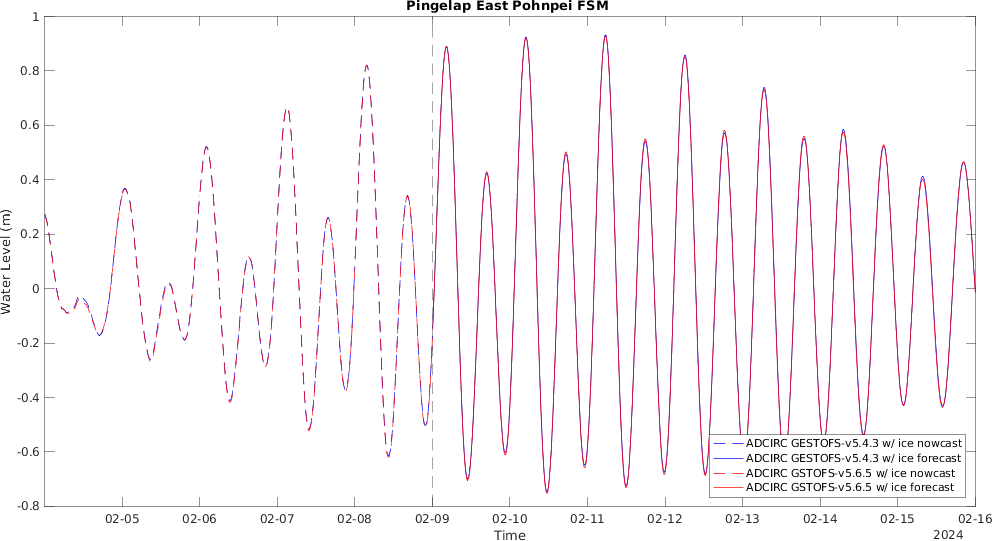 Pingelap East Pohnpei FSM
1
0.8
0.6
0.4
0.2
0
-0.2
-0.4
-0.6
-0.8
Water Level (m)
ADCIRC GESTOFS-v5.4.3 w/ ice nowcast
ADCIRC GESTOFS-v5.4.3 w/ ice forecast
ADCIRC GSTOFS-v5.6.5 w/ ice nowcast
ADCIRC GSTOFS-v5.6.5 w/ ice forecast
02-05 02-06 02-07 02-08 02-09 02-10 02-11 02-12 02-13 02-14 02-15 02-16
Time
2024